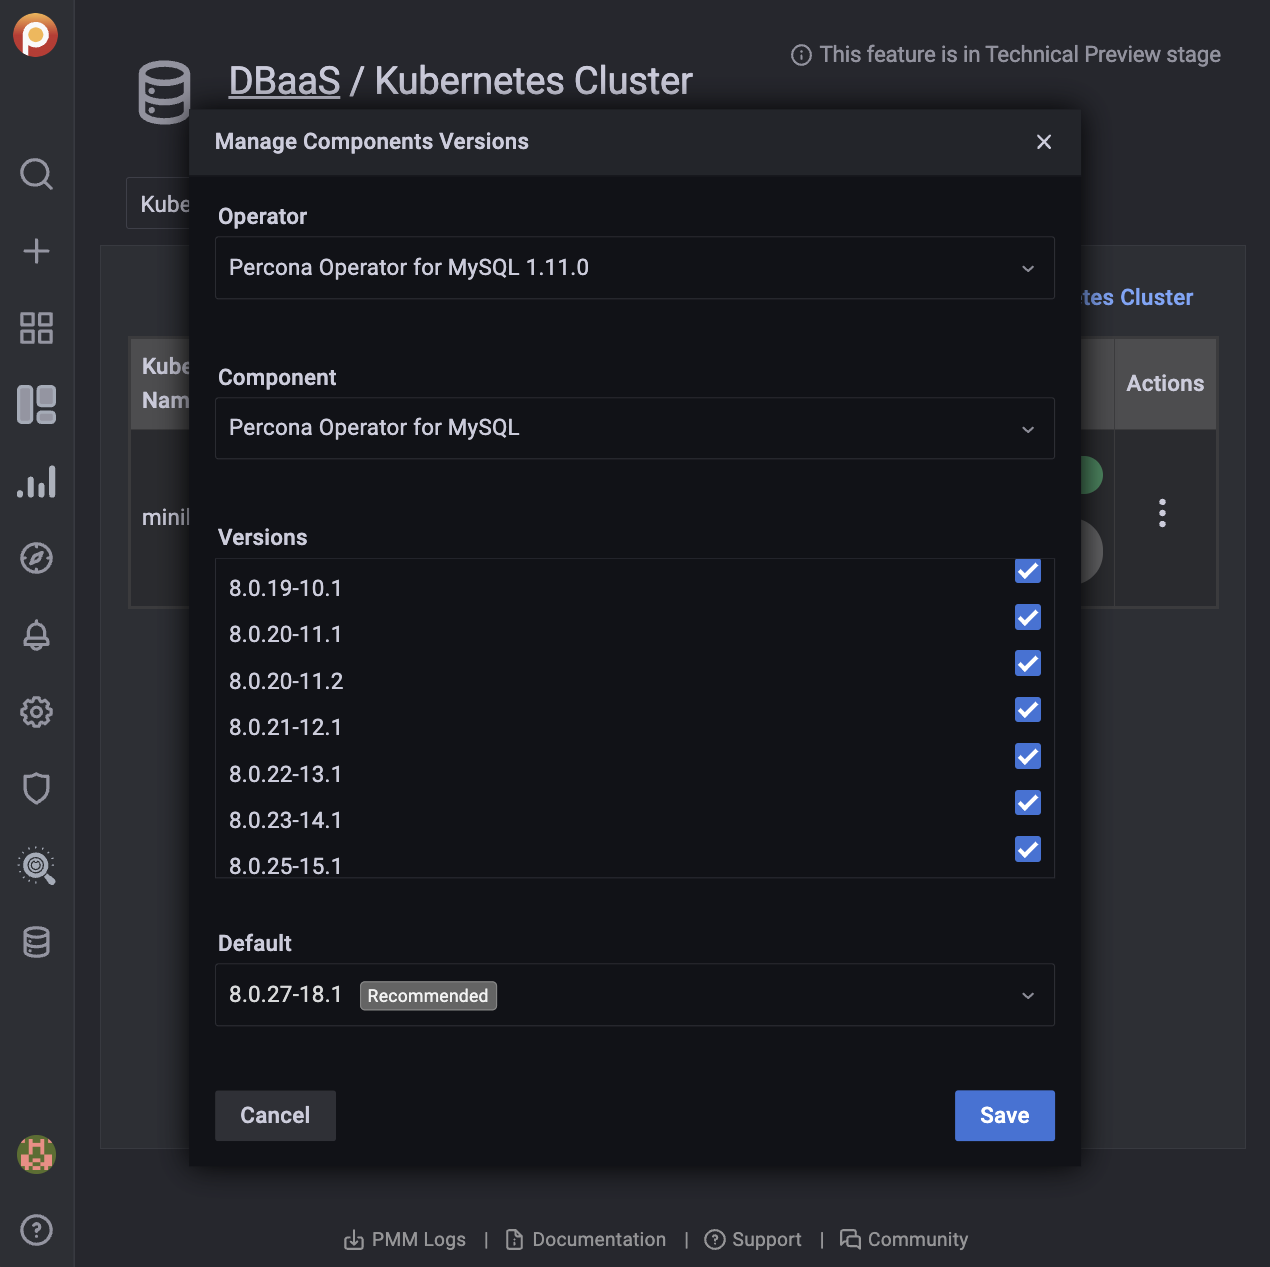 This feature is in Technical Preview stage
DBaaS / Kubernetes Cluster
Manage Components Versions
Kube
Operator
Percona Operator for MySQL 1.11.0
tes Cluster
Kube
Nam
Actions
Component
Percona Operator for MySQL
mini
Versions
8.0.19-10.1
8.0.20-11.1
8.0.20-11.2
8.0.21-12.1
8.0.22-13.1
8.0.23-14.1
8.0.25-15.1
Default
8.0.27-18.1 Recommended
Cancel
Save
PMM Logs | Documentation | Support | Community